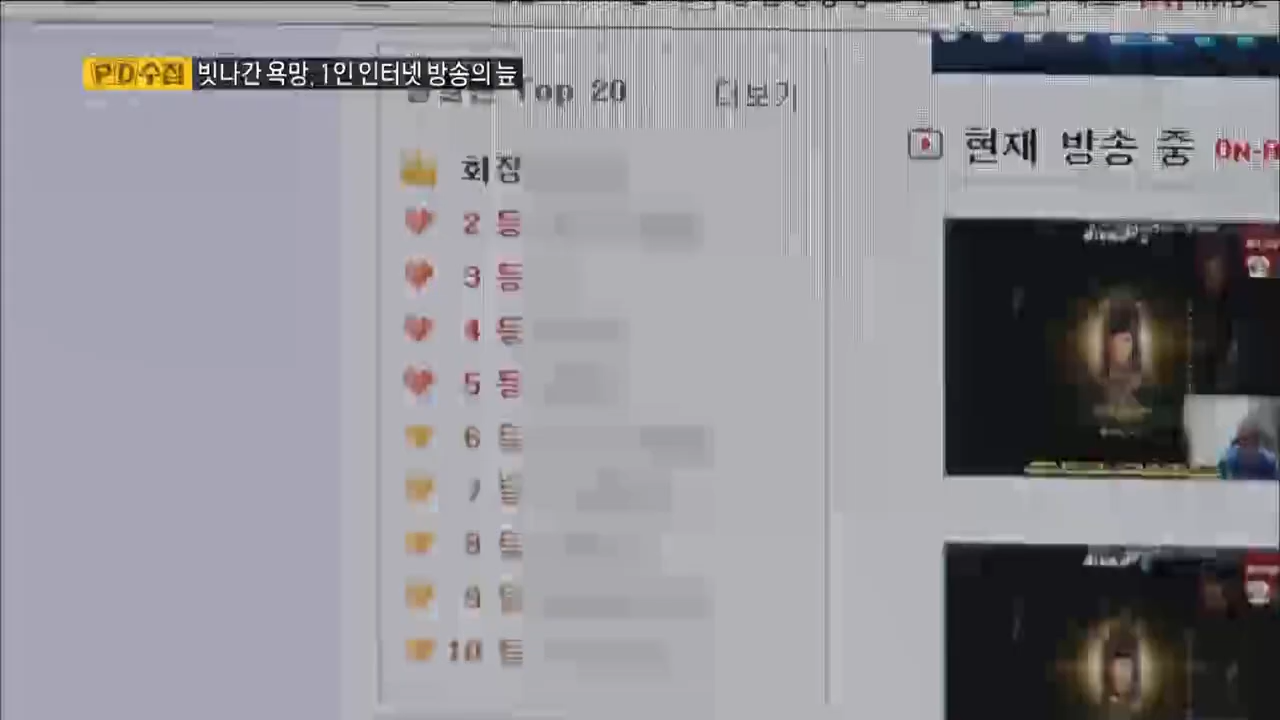 PD수첩 빗나간 욕망, 1인 인터넷 방송의 늪
Top 20 더보기
회장
2 등
3 등
4 등
5 등
6 등
7 등
8 등
9 등
10 등
현재 방송 중 ON-A